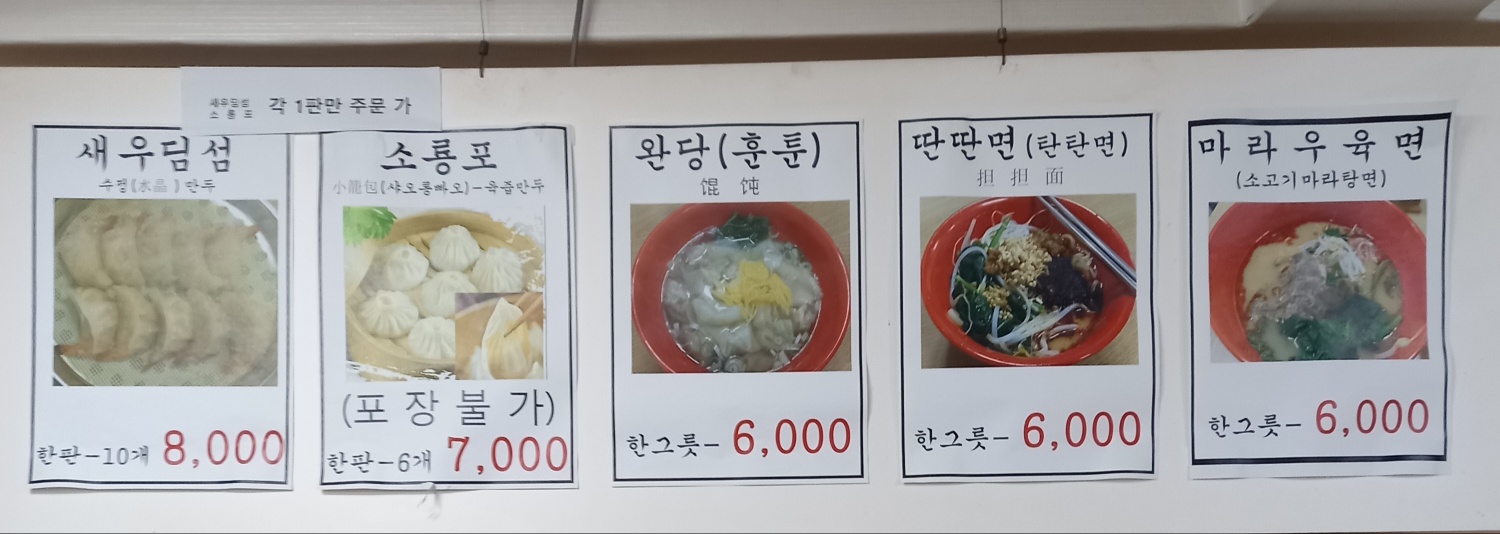 새우딤섬
소룡포
각 1판만 주문 가
새우딤섬
수정(水晶)만두
한판-10개 8,000
소룡포
小籠包(샤오롱빠오)-육즙만두
(포장불가)
한판-6개 7,000
완당(훈툰)
馄饨
한그릇- 6,000
딴딴면(탄탄면)
担担面
한그릇- 6,000
마라우육면
(소고기마라탕면)
한그릇- 6,000